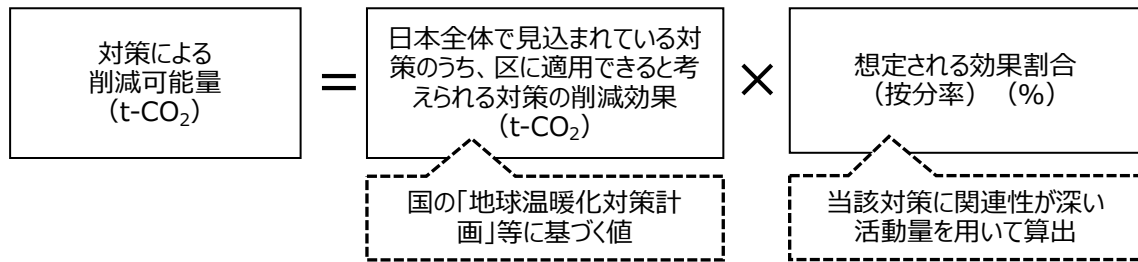 対策による
削減可能量
（t-CO₂）
＝
日本全体で見込まれている対
策のうち、区に適用できると考
えられる対策の削減効果
（t-CO₂）
×
想定される効果割合
（按分率）（%）
国の「地球温暖化対策計
画」等に基づく値
当該対策に関連性が深い
活動量を用いて算出